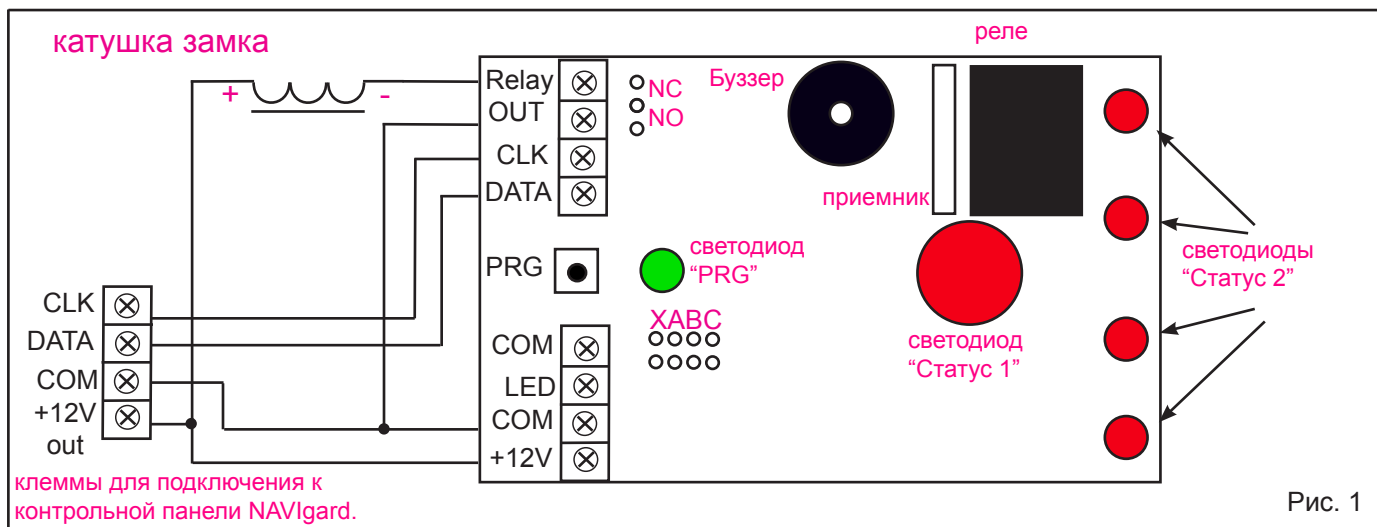 катушка замка
реле
+
-
Relay
OUT
CLK
DATA
NC
NO
Буззер
приемник
PRG
светодиод
“PRG”
светодиод
“Статус 1”
светодиоды
“Статус 2”
XABC
COM
LED
COM
+12V
CLK
DATA
COM
+12V
out
клеммы для подключения к
контрольной панели NAVIgard.
Рис. 1